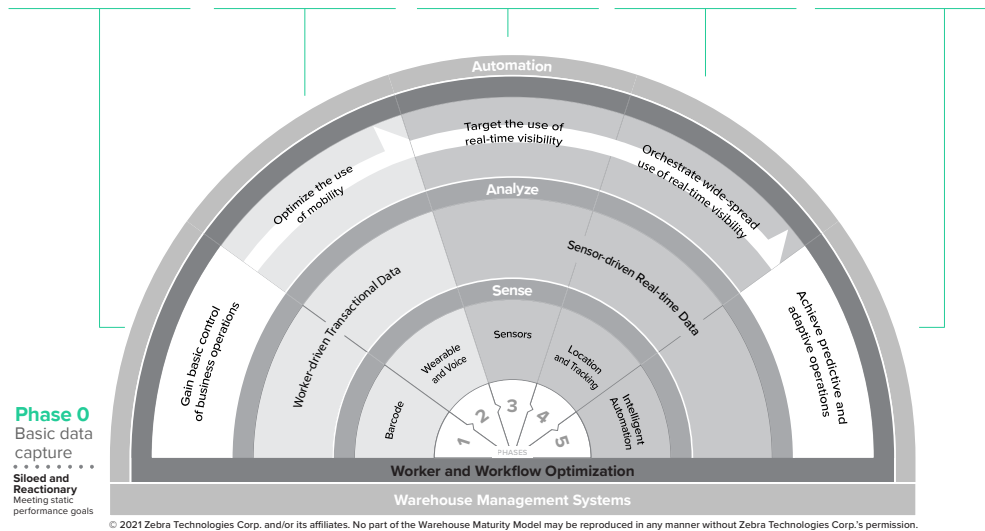 Automation
Target the use of
real-time visibility
Optimize the use
of mobility
Orchestrate wide-spread
use of real-time visibility
Gain basic control
of business operations
Achieve predictive and
adaptive operations
Analyze
Worker-driven Transactional Data
Sensor-driven Real-time Data
Sense
Barcode
Wearable
and Voice
Sensors
Location
and Tracking
Intelligent
Automation
1
2
3
4
5
PHASES
Phase 0
Basic data
capture
Siloed and
Reactionary
Meeting static
performance goals
Worker and Workflow Optimization
Warehouse Management Systems
© 2021 Zebra Technologies Corp. and/or its affiliates. No part of the Warehouse Maturity Model may be reproduced in any manner without Zebra Technologies Corp.'s permission.